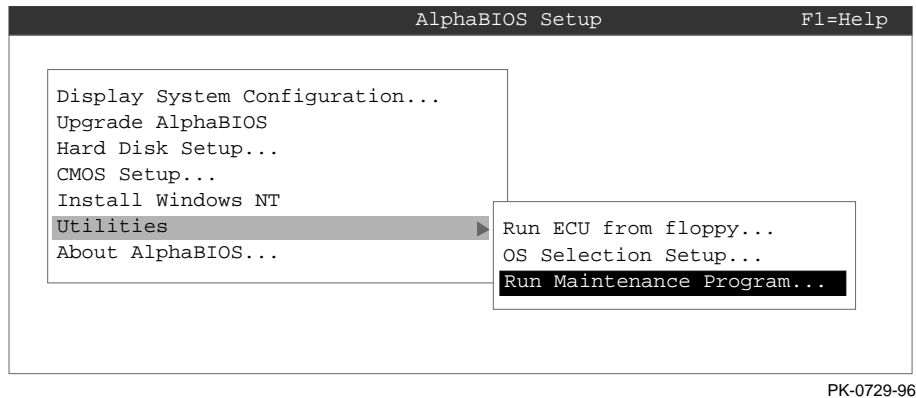 AlphaBIOS Setup F1=Help
Display System Configuration...
Upgrade AlphaBIOS
Hard Disk Setup...
CMOS Setup...
Install Windows NT
Utilities
About AlphaBIOS...
Run ECU from floppy...
OS Selection Setup...
Run Maintenance Program...
PK-0729-96